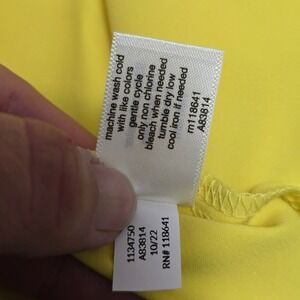 machine wash cold
with like colors
gentle cycle
only non chlorine
bleach when needed
tumble dry low
cool iron if needed
rn118641
A83814
1134750
A83814
10/22
RN# 118641